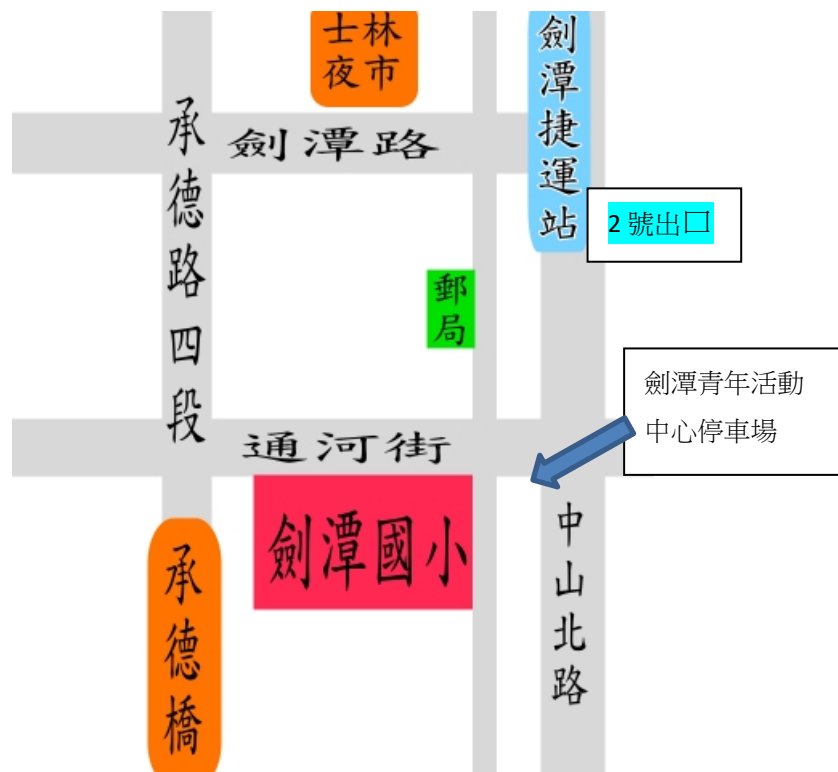 士林
夜市
劍潭捷運站
承德路四段
劍潭路
2 號出口
郵局
劍潭青年活動
中心停車場
通河街
劍潭國小
中山北路
承德橋